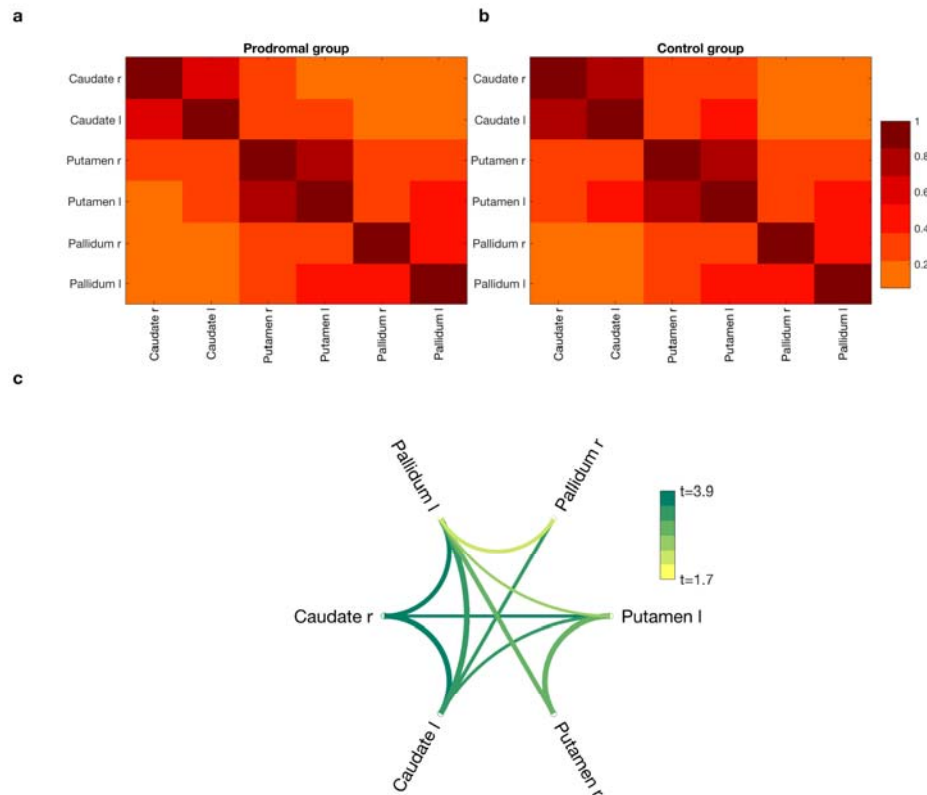 a
b
Prodromal group
Control group
Caudate r
Caudate l
Putamen r
Putamen l
Pallidum r
Pallidum l
Caudate r
Caudate l
Putamen r
Putamen l
Pallidum r
Pallidum l
Caudate r
Caudate l
Putamen r
Putamen l
Pallidum r
Pallidum l
Caudate r
Caudate l
Putamen r
Putamen l
Pallidum r
Pallidum l
1
0.8
0.6
0.4
0.2
c
Pallidum l
Pallidum r
t=3.9
t=1.7
Caudate r
Putamen l
Caudate l
Putamen r